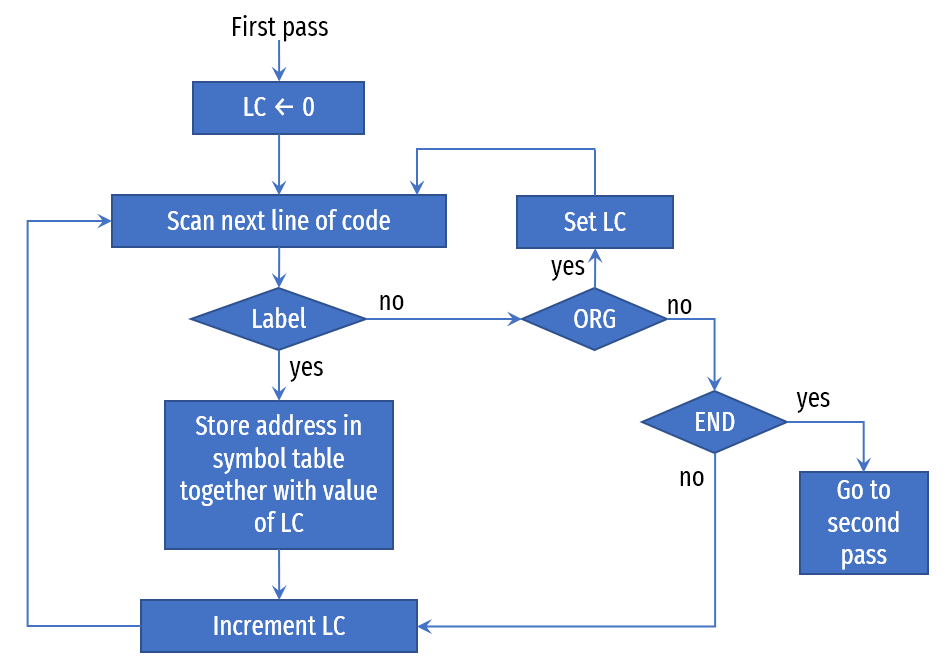 First pass
LC ← 0
Scan next line of code
Set LC
yes
Label
no
ORG
no
yes
Store address in
symbol table
together with value
of LC
END
yes
no
Go to
second
pass
Increment LC